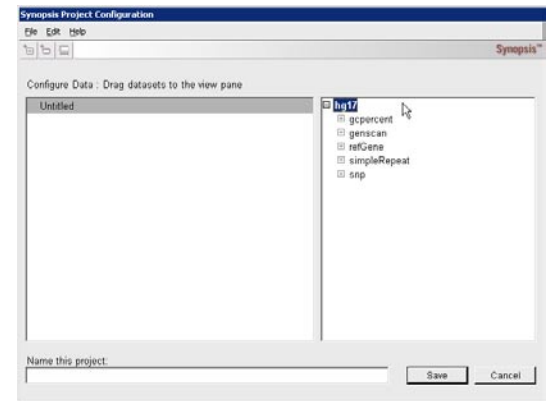 Synopsis Project Configuration
File Edit Help
Synopsis™
Configure Data : Drag datasets to the view pane
Untitled
hg17
gcpercent
genscan
refGene
simpleRepeat
snp
Name this project:
Save Cancel